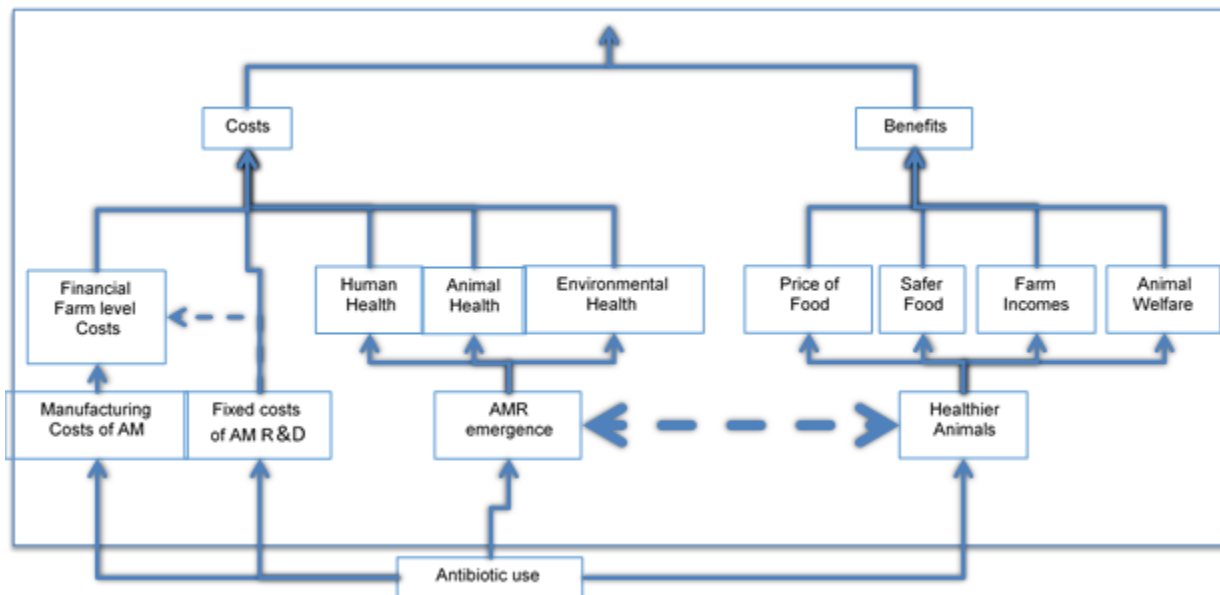 Costs
Benefits
Financial
Farm level
Costs
Human
Health
Animal
Health
Environmental
Health
Price of
Food
Safer
Food
Farm
Incomes
Animal
Welfare
Manufacturing
Costs of AM
Fixed costs
of AM R&D
AMR
emergence
Healthier
Animals
Antibiotic use